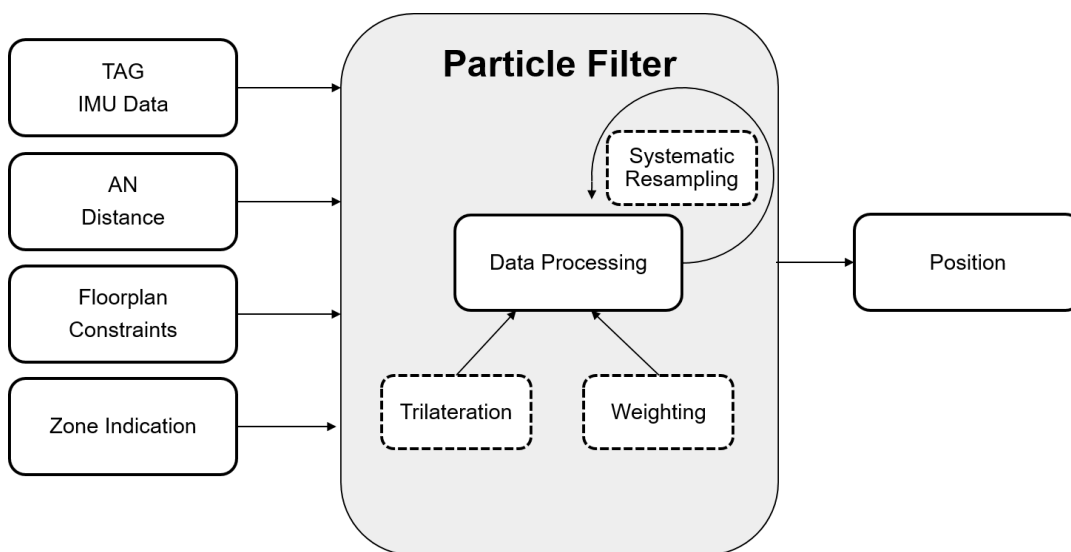 TAG
IMU Data
AN
Distance
Floorplan
Constraints
Zone Indication
Particle Filter
Systematic
Resampling
Data Processing
Trilateration
Weighting
Position